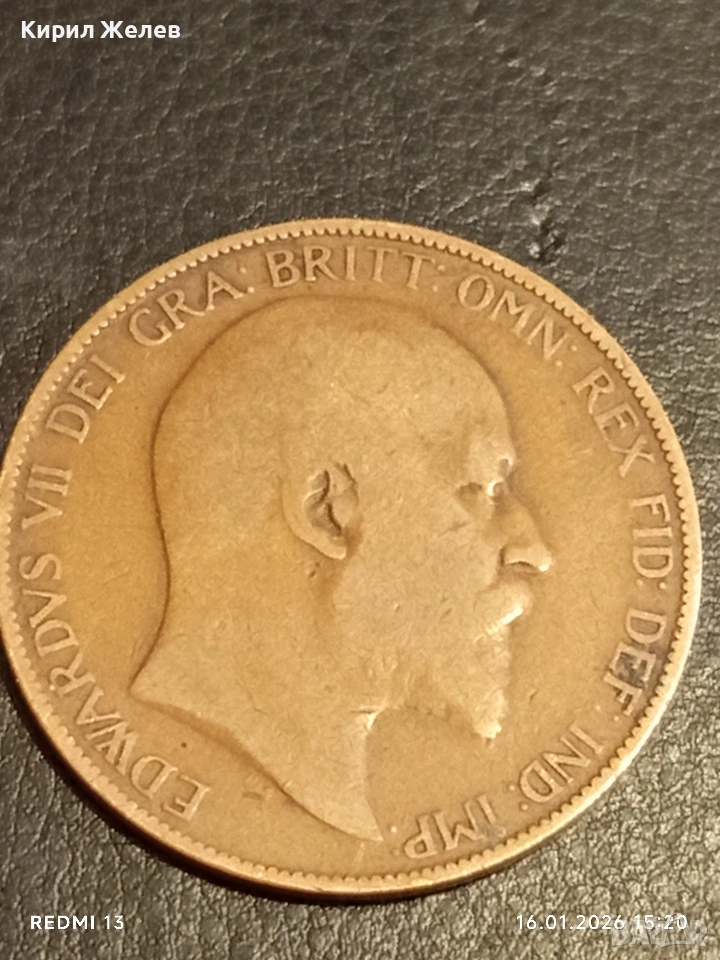 Кирил Желев
EDWARDVS VII DEI GRA: BRITT: OMN: REX FID: DEF: IND: IMP:
REDMI 13
16.01.2026 15:20